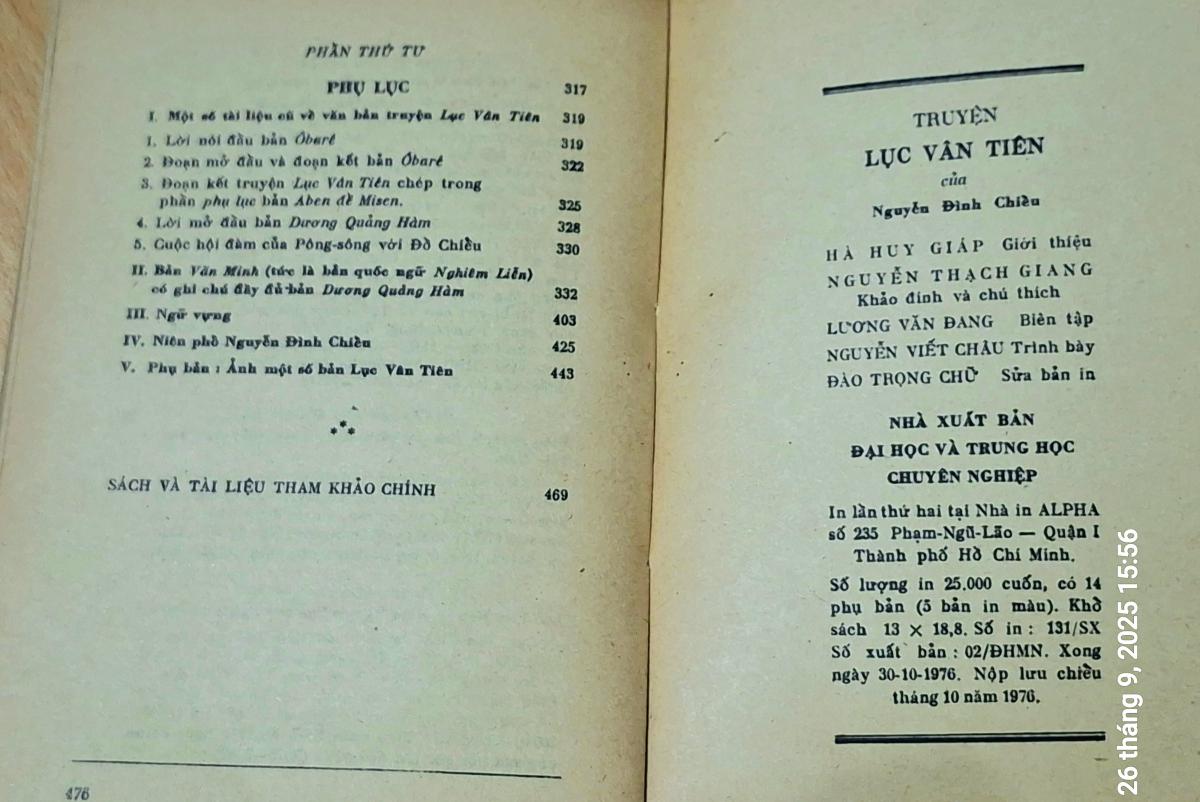 PHẦN THỨ TƯ
PHỤ LỤC 317
I. Một số tài liệu cũ về văn bản truyện Lục Vân Tiên 319
1. Lời nói đầu bản Ôbarê 319
2. Đoạn mở đầu và đoạn kết bản Ôbarê 322
3. Đoạn kết truyện Lục Vân Tiên chép trong
phần phụ lục bản Aben đề Misen. 325
4. Lời mở đầu bản Dương Quảng Hàm 328
5. Cuộc hội đàm của Pông-sông với Đồ Chiểu 330
II. Bản Văn Minh (tức là bản quốc ngữ Nghiêm Liễn)
có ghi chú đầy đủ bản Dương Quảng Hàm 332
III. Ngữ vựng 403
IV. Niên phổ Nguyễn Đình Chiểu 425
V. Phụ bản : Ảnh một số bản Lục Vân Tiên 443
***
SÁCH VÀ TÀI LIỆU THAM KHẢO CHÍNH 469
476
TRUYỆN
LỤC VÂN TIÊN
của
Nguyễn Đình Chiểu
HÀ HUY GIÁP Giới thiệu
NGUYỄN THẠCH GIANG
Khảo đính và chú thích
LƯƠNG VĂN ĐANG Biên tập
NGUYỄN VIẾT CHÂU Trình bày
ĐÀO TRỌNG CHỮ Sửa bản in
NHÀ XUẤT BẢN
ĐẠI HỌC VÀ TRUNG HỌC
CHUYÊN NGHIỆP
In lần thứ hai tại Nhà in ALPHA
số 235 Phạm-Ngũ-Lão — Quận I
Thành phố Hồ Chí Minh.
Số lượng in 25.000 cuốn, có 14
phụ bản (5 bản in màu). Khổ
sách 13 × 18,8. Số in : 131/SX
Số xuất bản : 02/ĐHMN. Xong
ngày 30-10-1976. Nộp lưu chiểu
tháng 10 năm 1976.
26 tháng 9, 2025 15:56